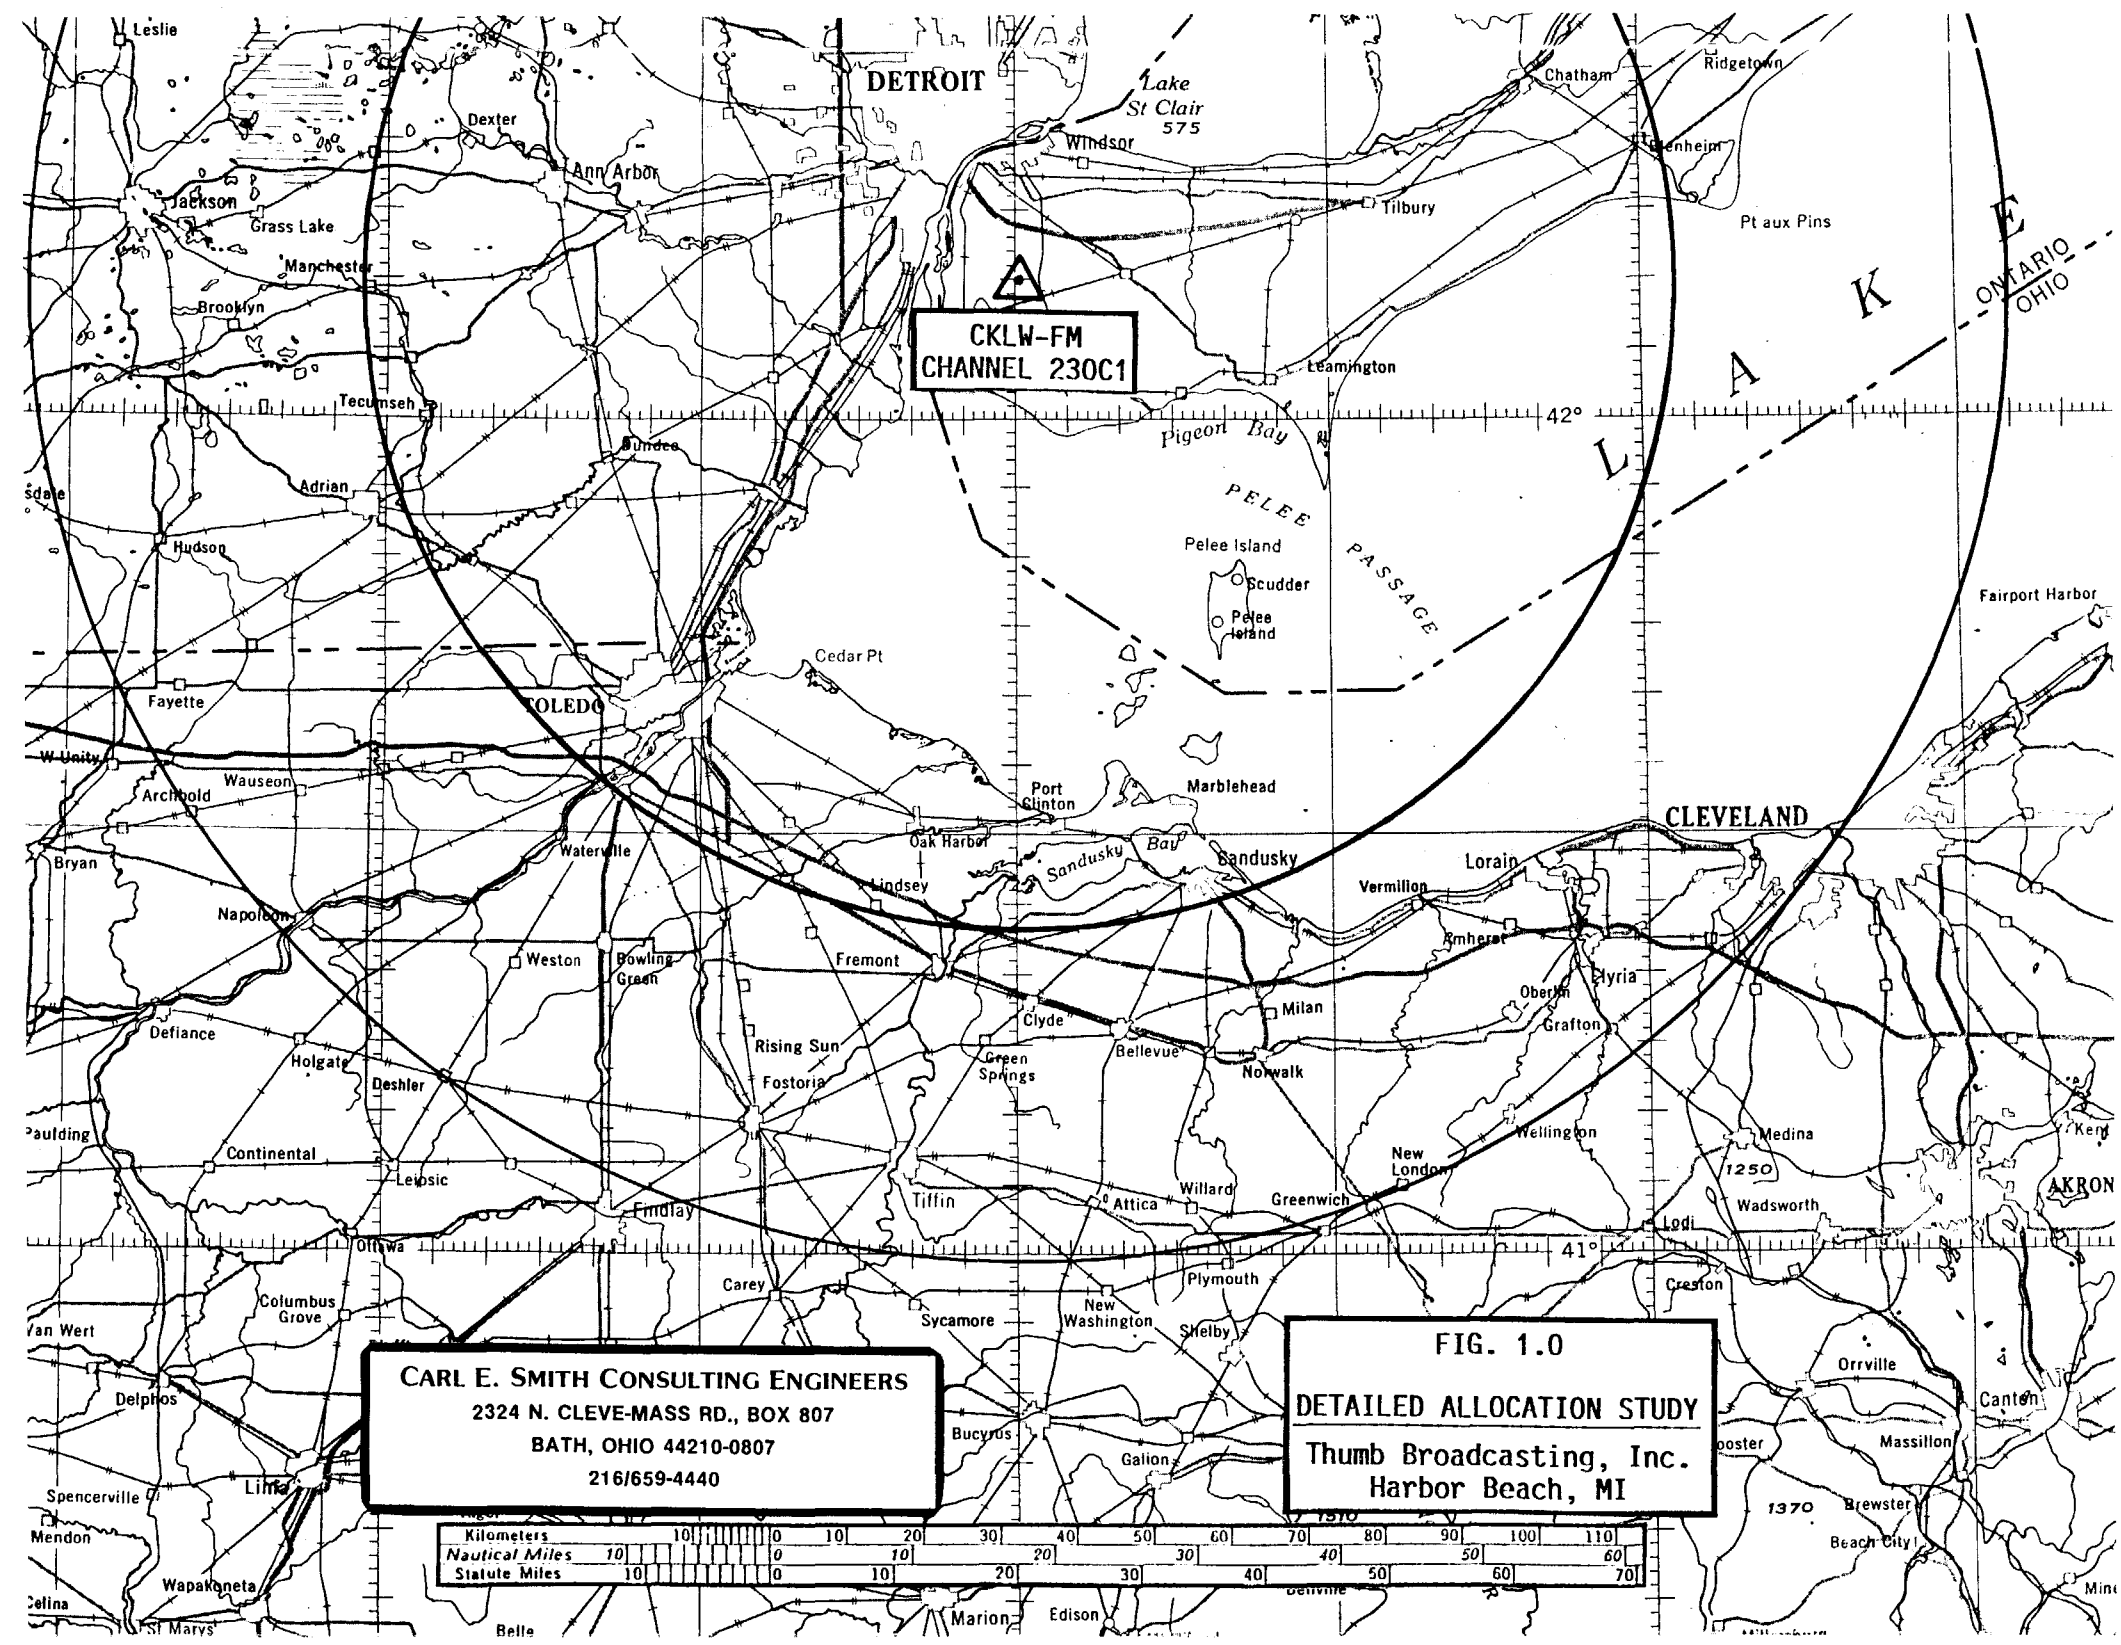 Leslie
DETROIT
Lake
St Clair
575
Chatham
Ridgetown
Dexter
Windsor
Blenheim
Ann Arbor
Jackson
Grass Lake
Tilbury
Pt aux Pins
E
ONTARIO
OHIO
Manchester
K
Brooklyn
CKLW-FM
CHANNEL 230C1
Leamington
A
Tecumseh
42°
Pigeon Bay
Dundee
L
Adrian
PELEE
PASSAGE
Hudson
Pelee Island
Scudder
Pelee
Island
Fairport Harbor
Cedar Pt
Fayette
TOLEDO
W Unity
Wauseon
Archbold
Port
Clinton
Marblehead
CLEVELAND
Oak Harbor
Sandusky Bay
Waterville
Bryan
Sandusky
Lorain
Lindsey
Vermilion
Napoleon
Amherst
Weston
Bowling
Green
Fremont
Elyria
Oberlin
Milan
Clyde
Grafton
Defiance
Rising Sun
Bellevue
Holgate
Green
Springs
Norwalk
Deshler
Fostoria
Paulding
Wellington
Medina
Kent
Continental
New
London
1250
Leipsic
Willard
AKRON
Tiffin
Attica
Greenwich
Wadsworth
Findlay
Lodi
Ottawa
41°
Carey
Plymouth
Creston
Columbus
Grove
New
Washington
Sycamore
Van Wert
Shelby
FIG. 1.0
DETAILED ALLOCATION STUDY
Thumb Broadcasting, Inc.
Harbor Beach, MI
Orrville
CARL E. SMITH CONSULTING ENGINEERS
2324 N. CLEVE-MASS RD., BOX 807
BATH, OHIO 44210-0807
216/659-4440
Delphos
Canton
Bucyrus
ooster
Massillon
Galion
Lima
Spencerville
1370
Brewster
Mendon
Beach City
Kilometers 10 0 10 20 30 40 50 60 70 80 90 100 110
Nautical Miles 10 0 10 20 30 40 50 60
Statute Miles 10 0 10 20 30 40 50 60 70
Wapakoneta
Celina
St Marys
Belle
Marion
Edison